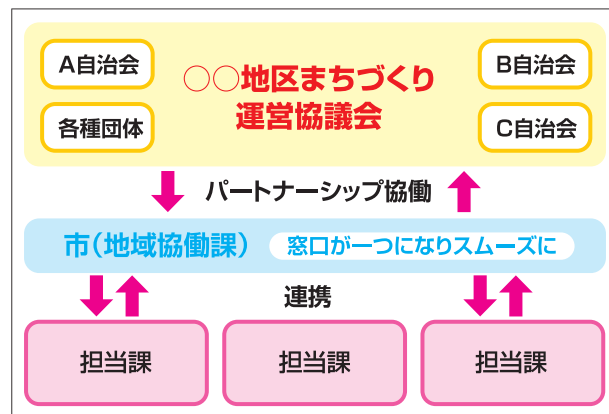 A自治会
○○地区まちづくり
運営協議会
B自治会
各種団体
C自治会
パートナーシップ協働
市(地域協働課)
窓口が一つになりスムーズに
連携
担当課
担当課
担当課